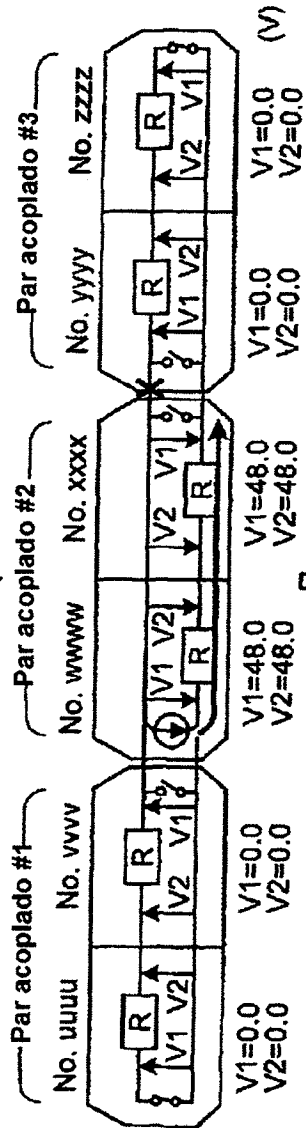 Par acoplado #1
No. uuuu
No. vvvv
R
R
V1
V2
V2
V1
V1=0.0
V2=0.0
V1=0.0
V2=0.0
Par acoplado #2
No. wwww
No. xxxx
V1
V2
V2
V1
R
R
V1=48.0
V2=48.0
V1=48.0
V2=48.0
Par acoplado #3
No. yyyy
No. zzzz
R
R
V1
V2
V2
V1
V1=0.0
V2=0.0
V1=0.0
V2=0.0
(V)